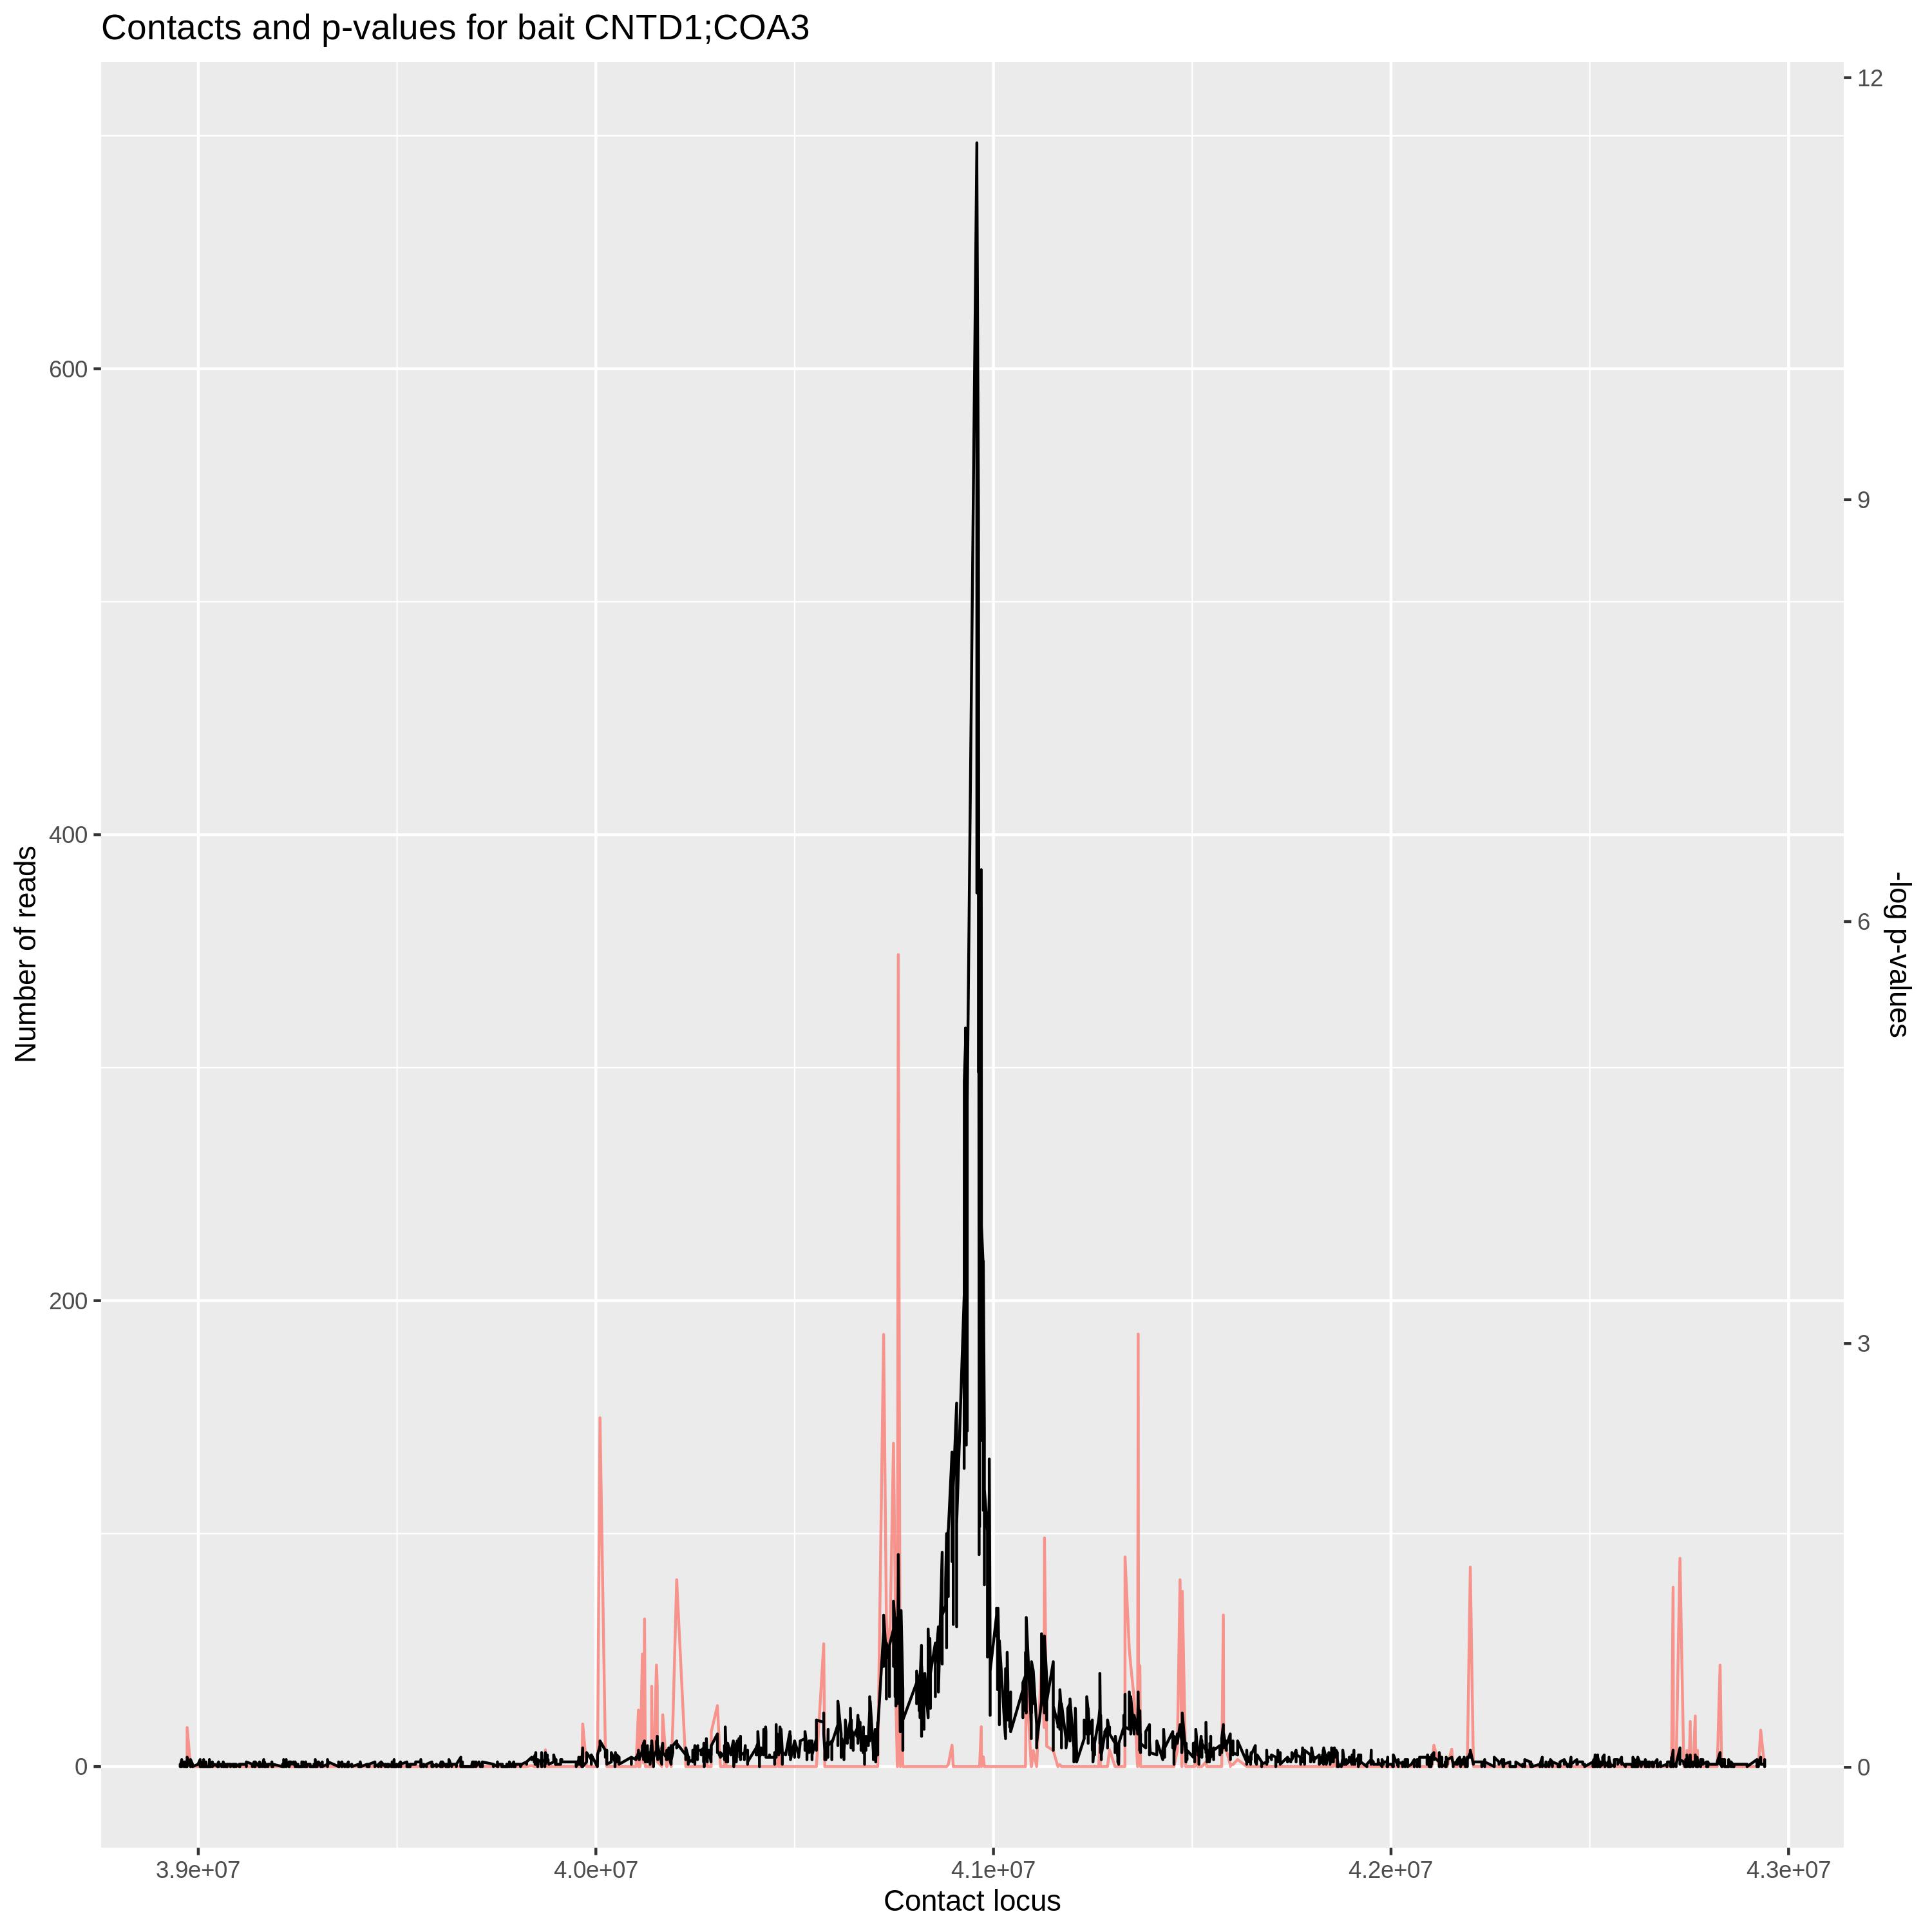 Contacts and p-values for bait CNTD1;COA3
Number of reads
600
400
200
0
12
9
6
3
0
-log p-values
3.9e+07 4.0e+07 4.1e+07 4.2e+07 4.3e+07
Contact locus